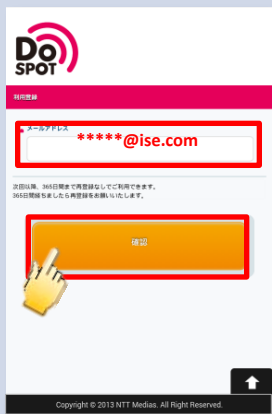 Do
SPOT
利用登録
メールアドレス
*****@ise.com
次回以降、365日間まで再登録なしでご利用できます。
365日間経ちましたら再登録をお願いいたします。
確認
Copyright © 2013 NTT Medias. All Right Reserved.